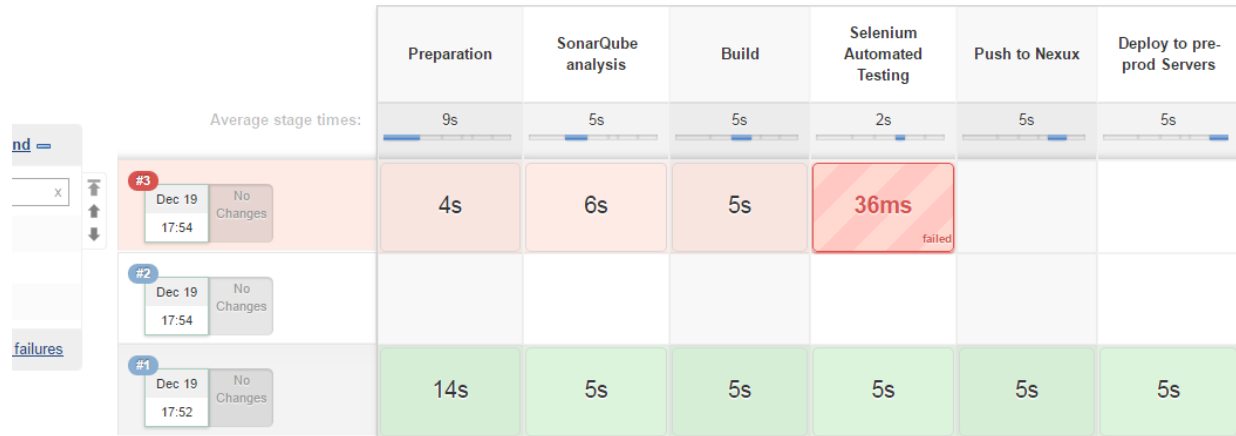 Preparation
SonarQube
analysis
Build
Selenium
Automated
Testing
Push to Nexux
Deploy to pre-
prod Servers
Average stage times:
9s
5s
5s
2s
5s
5s
nd
x
#3
Dec 19
17:54
No
Changes
4s
6s
5s
36ms
failed
#2
Dec 19
17:54
No
Changes
failures
#1
Dec 19
17:52
No
Changes
14s
5s
5s
5s
5s
5s